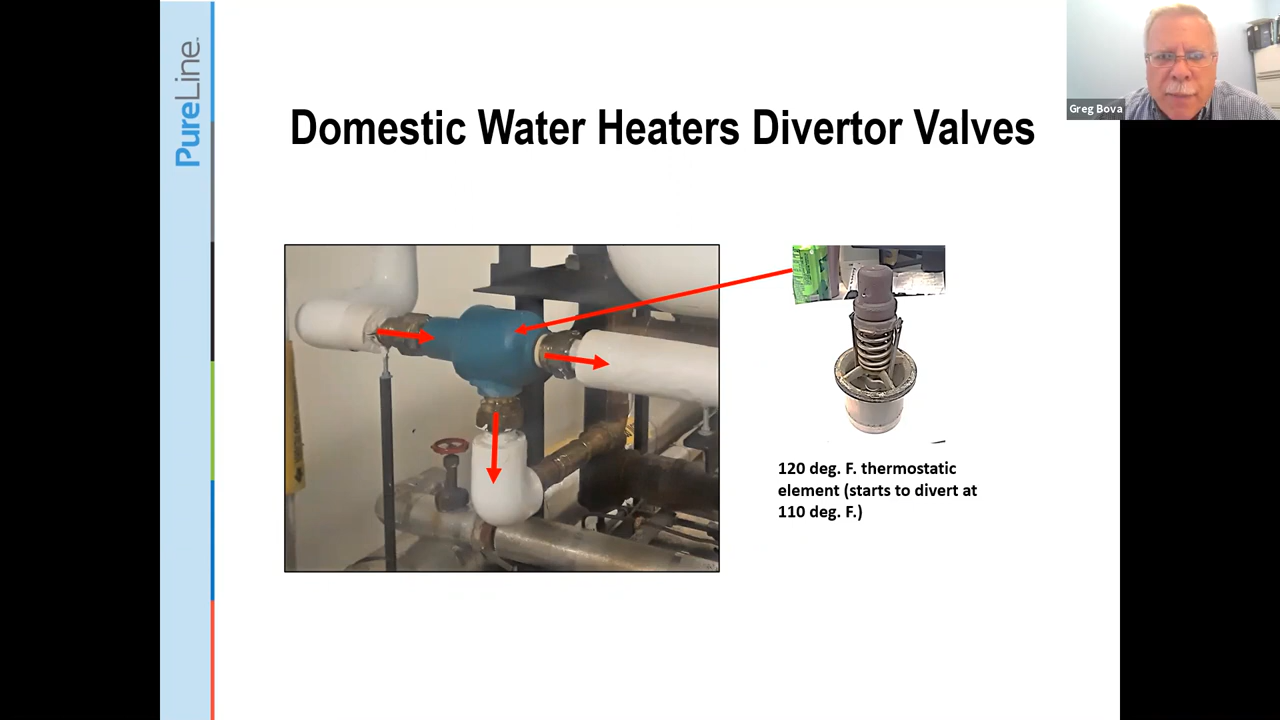 PureLine
Domestic Water Heaters Divertor Valves
Greg Bova
120 deg. F. thermostatic
element (starts to divert at
110 deg. F.)